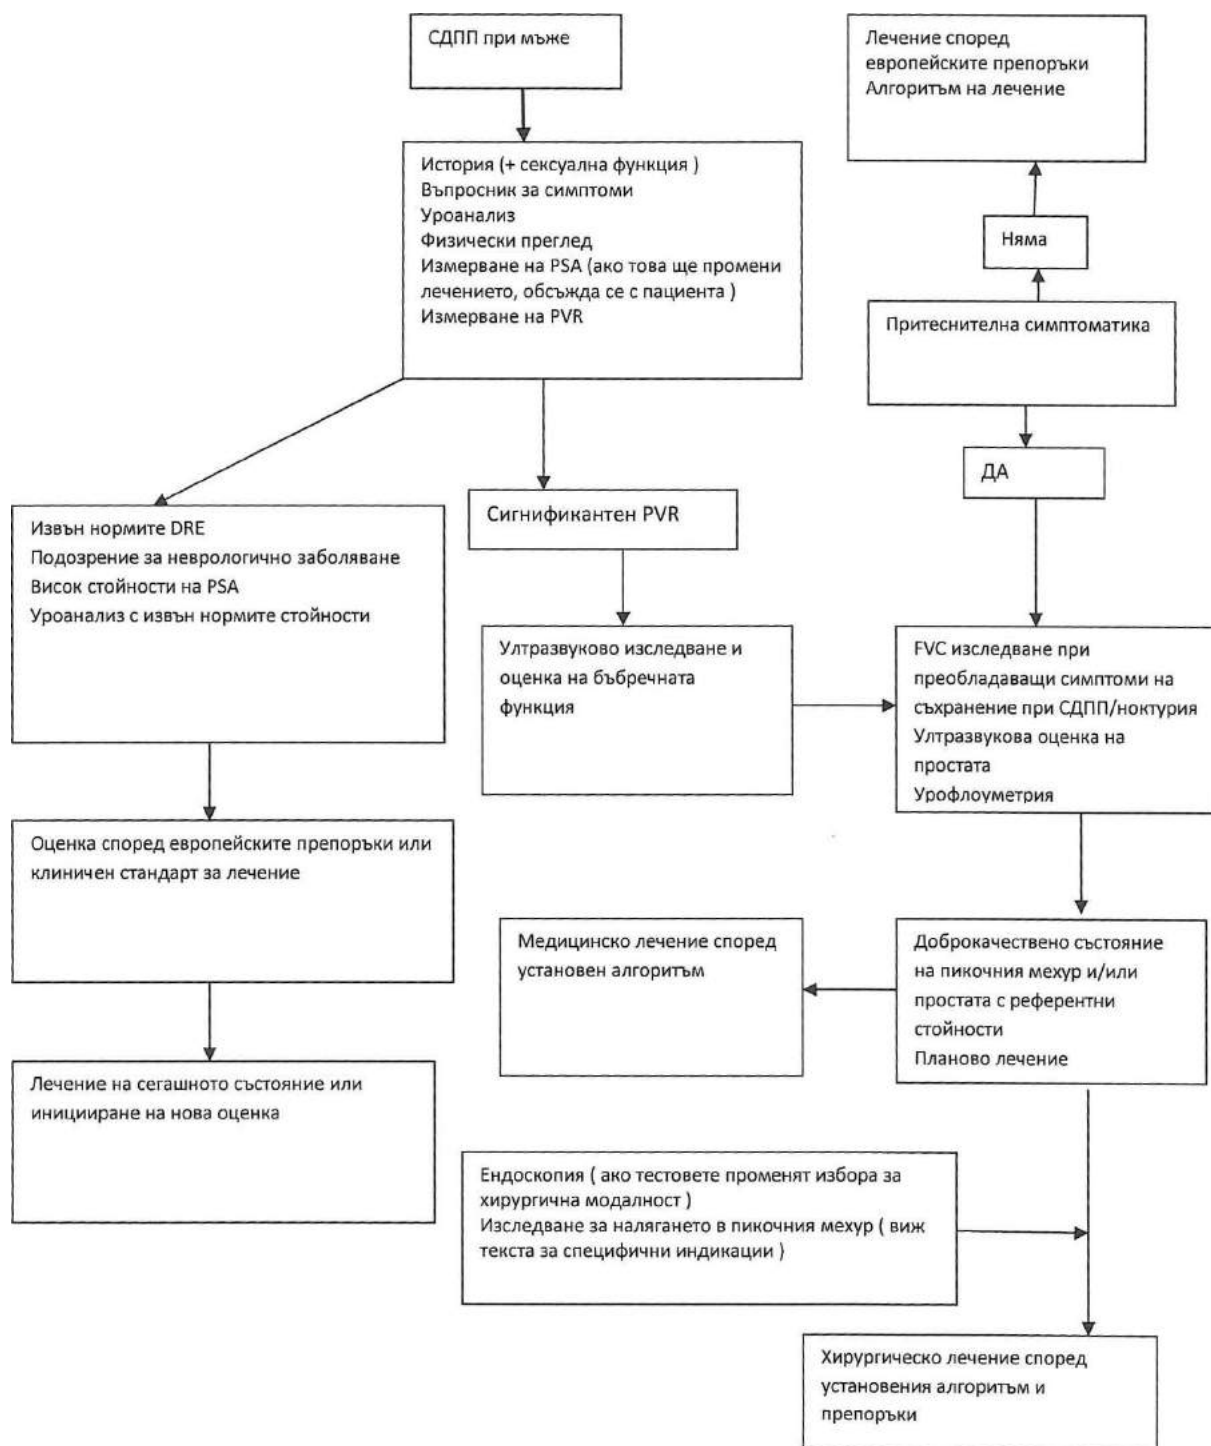 СДПП при мъже
Лечение според
европейските препоръки
Алгоритъм на лечение
История (+ сексуална функция )
Въпросник за симптоми
Уроанализ
Физически преглед
Измерване на PSA (ако това ще промени
лечението, обсъжда се с пациента )
Измерване на PVR
Няма
Притеснителна симптоматика
ДА
Извън нормите DRE
Подозрение за неврологично заболяване
Висок стойности на PSA
Уроанализ с извън нормите стойности
Сигнификантен PVR
Ултразвуково изследване и
оценка на бъбречната
функция
FVC изследване при
преобладаващи симптоми на
съхранение при СДПП/ноктурия
Ултразвукова оценка на
простата
Урофлоуметрия
Оценка според европейските препоръки или
клиничен стандарт за лечение
Медицинско лечение според
установен алгоритъм
Доброкачествено състояние
на пикочния мехур и/или
простата с референтни
стойности
Планово лечение
Лечение на сегашното състояние или
иницииране на нова оценка
Ендоскопия ( ако тестовете променят избора за
хирургична модалност )
Изследване за налягането в пикочния мехур ( виж
текста за специфични индикации )
Хирургическо лечение според
установения алгоритъм и
препоръки